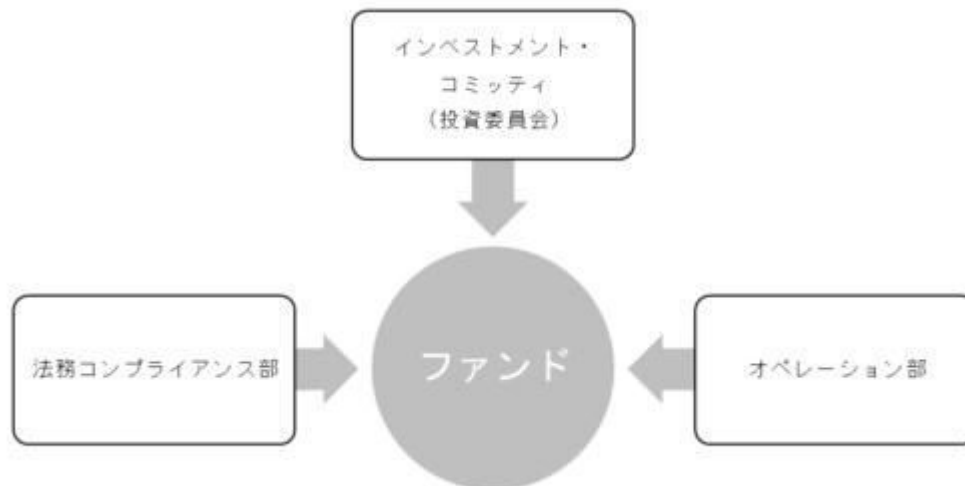 インベストメント・
コミッティ
（投資委員会）
法務コンプライアンス部
ファンド
オペレーション部